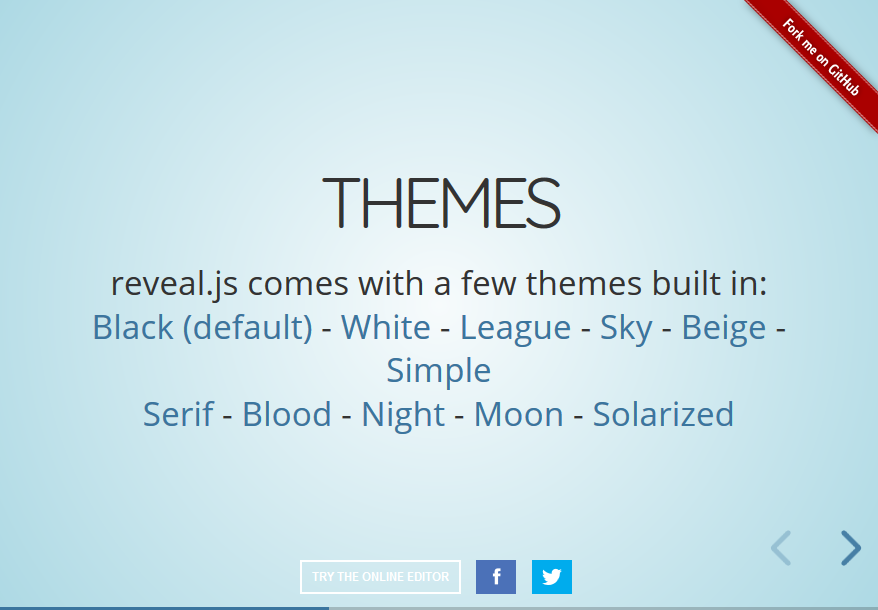 Fork me on GitHub
THEMES
reveal.js comes with a few themes built in:
Black (default) - White - League - Sky - Beige -
Simple
Serif - Blood - Night - Moon - Solarized
TRY THE ONLINE EDITOR